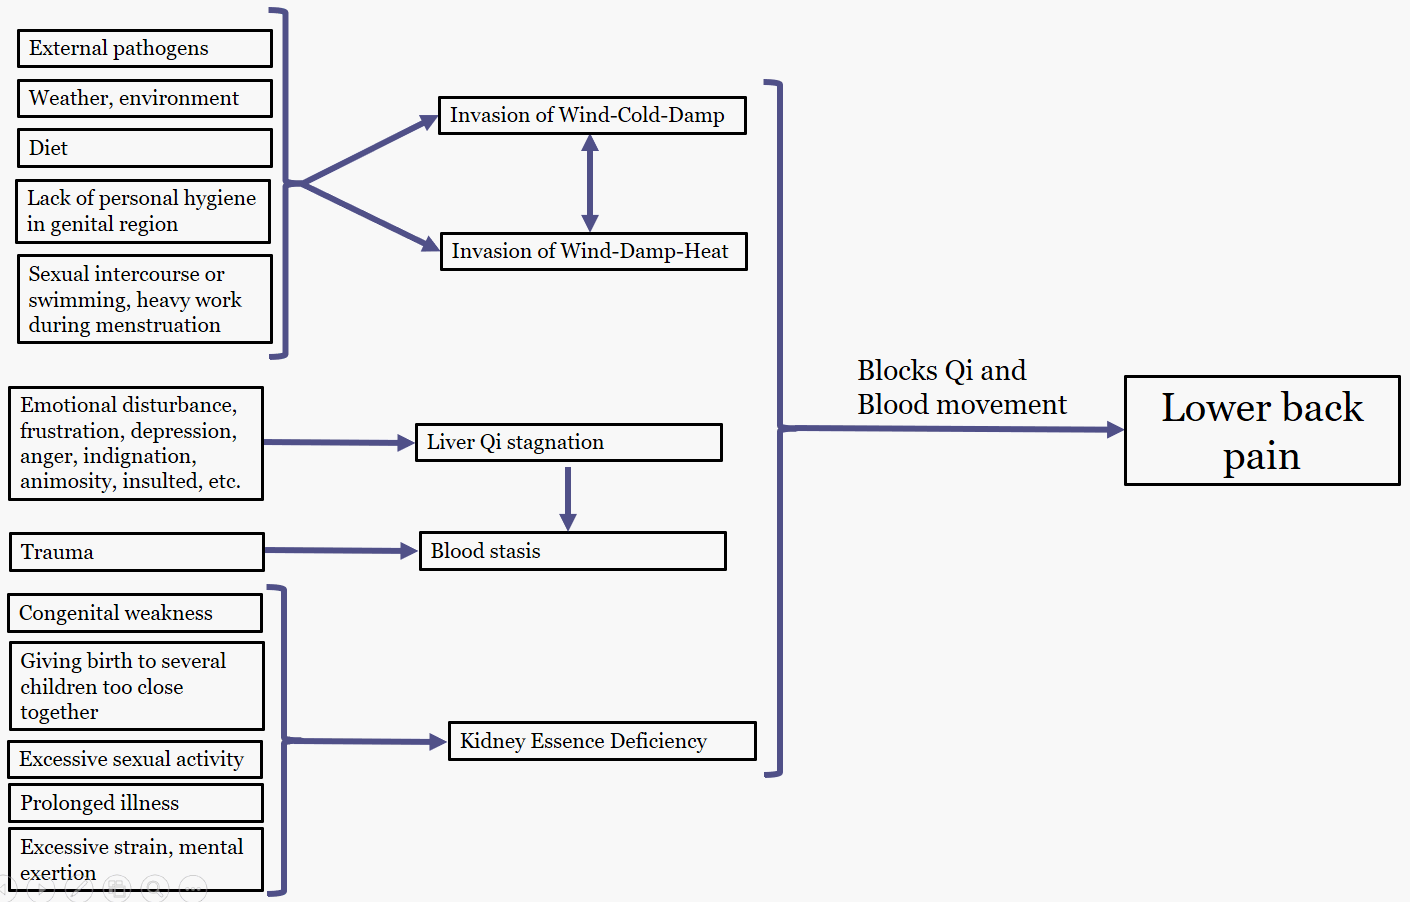 External pathogens
Weather, environment
Diet
Lack of personal hygiene
in genital region
Sexual intercourse or
swimming, heavy work
during menstruation
Emotional disturbance,
frustration, depression,
anger, indignation,
animosity, insulted, etc.
Trauma
Congenital weakness
Giving birth to several
children too close
together
Excessive sexual activity
Prolonged illness
Excessive strain, mental
exertion
Invasion of Wind-Cold-Damp
Invasion of Wind-Damp-Heat
Liver Qi stagnation
Blood stasis
Kidney Essence Deficiency
Blocks Qi and
Blood movement
Lower back
pain